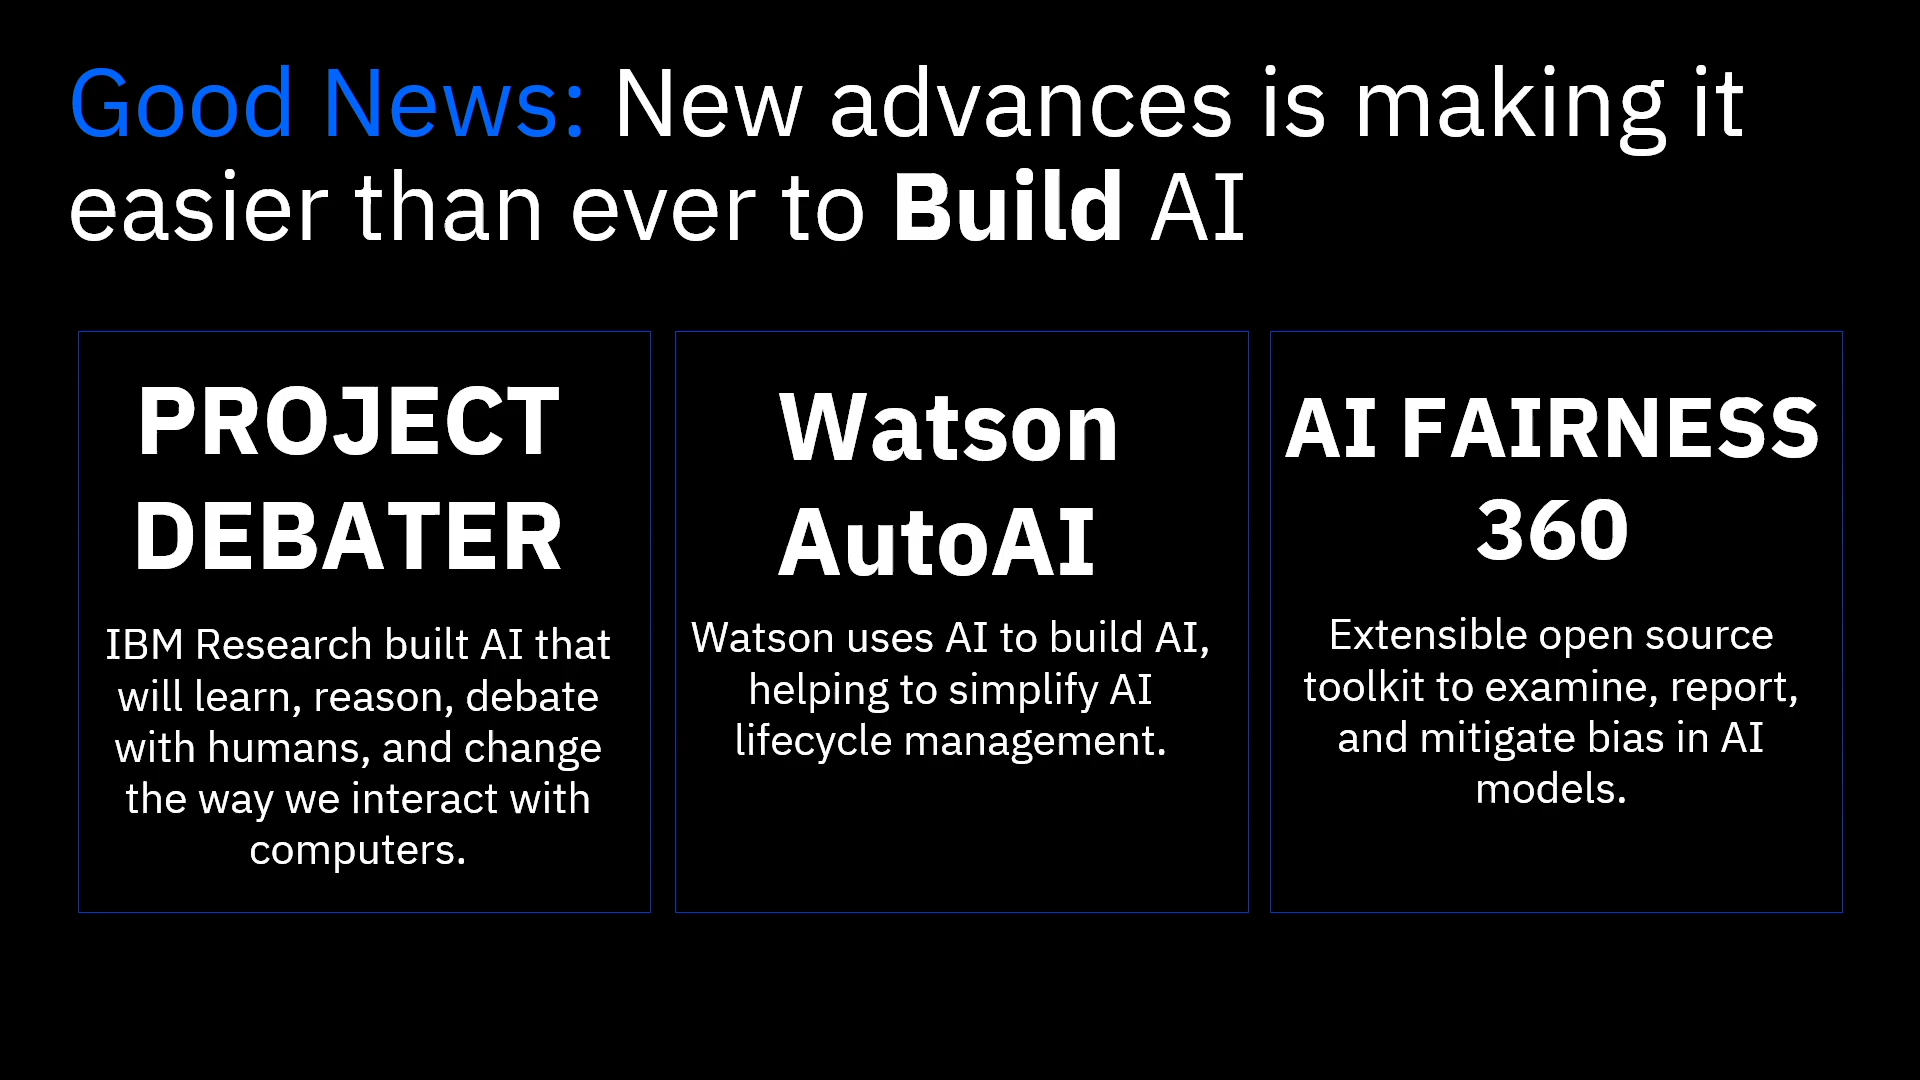 Good News: New advances is making it
easier than ever to Build AI
PROJECT
DEBATER
IBM Research built AI that
will learn, reason, debate
with humans, and change
the way we interact with
computers.
Watson
AutoAI
Watson uses AI to build AI,
helping to simplify AI
lifecycle management.
AI FAIRNESS
360
Extensible open source
toolkit to examine, report,
and mitigate bias in AI
models.